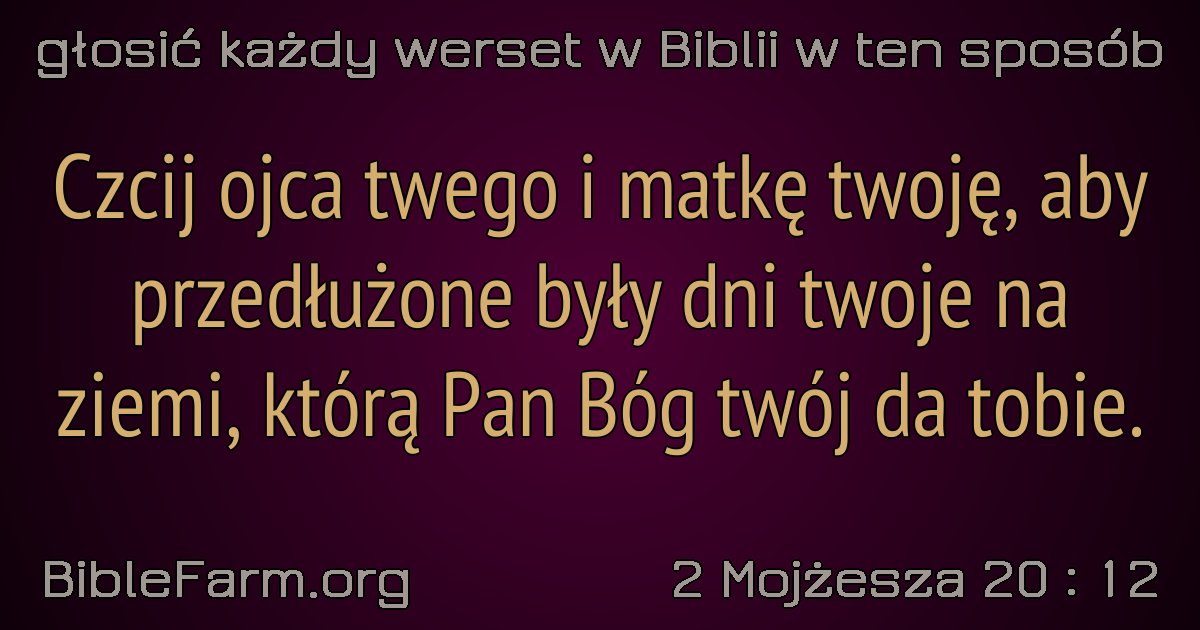 głosić każdy werset w Biblii w ten sposób
Czcij ojca twego i matkę twoję, aby
przedłużone były dni twoje na
ziemi, którą Pan Bóg twój da tobie.
BibleFarm.org
2 Mojżesza 20 : 12